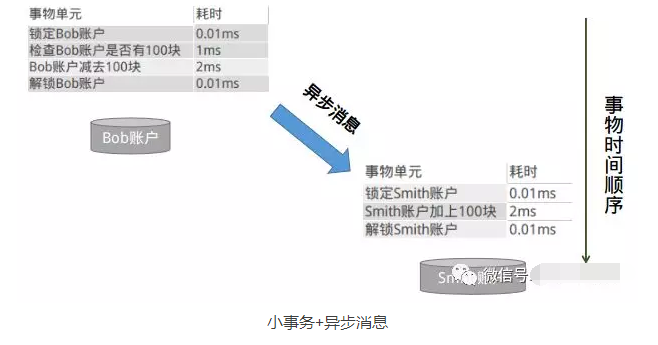 事物单元 耗时
锁定Bob账户 0.01ms
检查Bob账户是否有100块 1ms
Bob账户减去100块 2ms
解锁Bob账户 0.01ms
Bob账户
异步消息
事物单元 耗时
锁定Smith账户 0.01ms
Smith账户加上100块 2ms
解锁Smith账户 0.01ms
微信号
事物时间顺序
小事务+异步消息